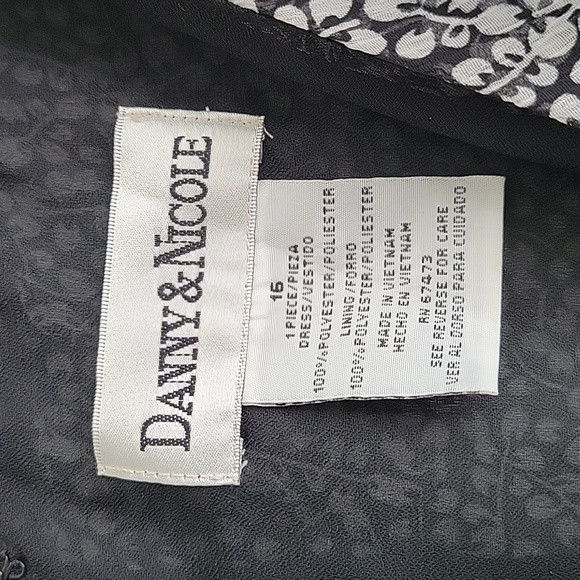 DANNY & NICOLE
16
1 PIECE/PIEZA
DRESS/VESTIDO
100%POLYESTER/POLIESTER
LINING/FORRO
100%POLYESTER/POLIESTER
MADE IN VIETNAM
HECHO EN VIETNAM
RN 67473
SEE REVERSE FOR CARE
VER AL DORSO PARA CUIDADO